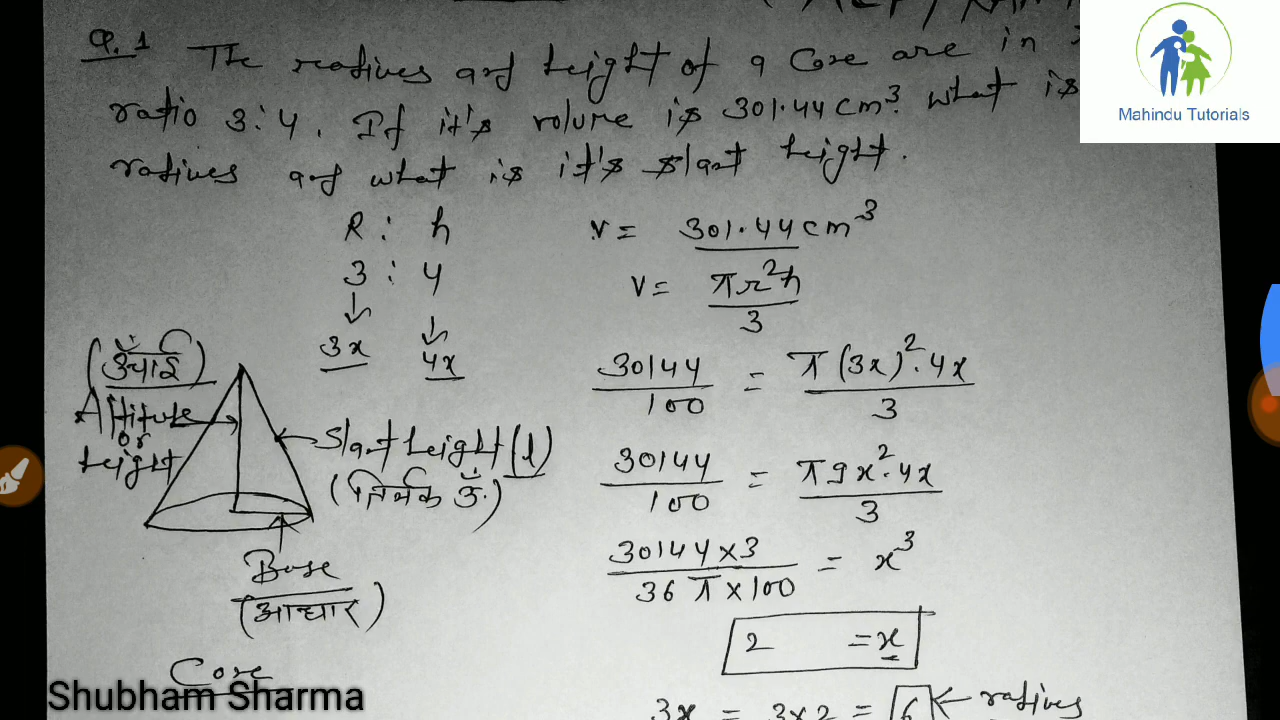 Q.1 The radius and height of a Cone are in
ratio 3:4. If it's volume is 301.44 cm³. what is
radius and what is it's slant height.
R : h
3 : 4
3x 4x
V = 301.44 cm³
V = πr²h/3
30144/100 = π(3x)²·4x/3
30144/100 = π9x²·4x/3
30144×3/36π×100 = x³
2 = x
3x = 3×2 = 6 ← radius
(ऊँचाई)
Altitude
or
height
Slant height (l)
(तिर्यक ऊँ.)
Base
(आधार)
Cone
Shubham Sharma
Mahindu Tutorials